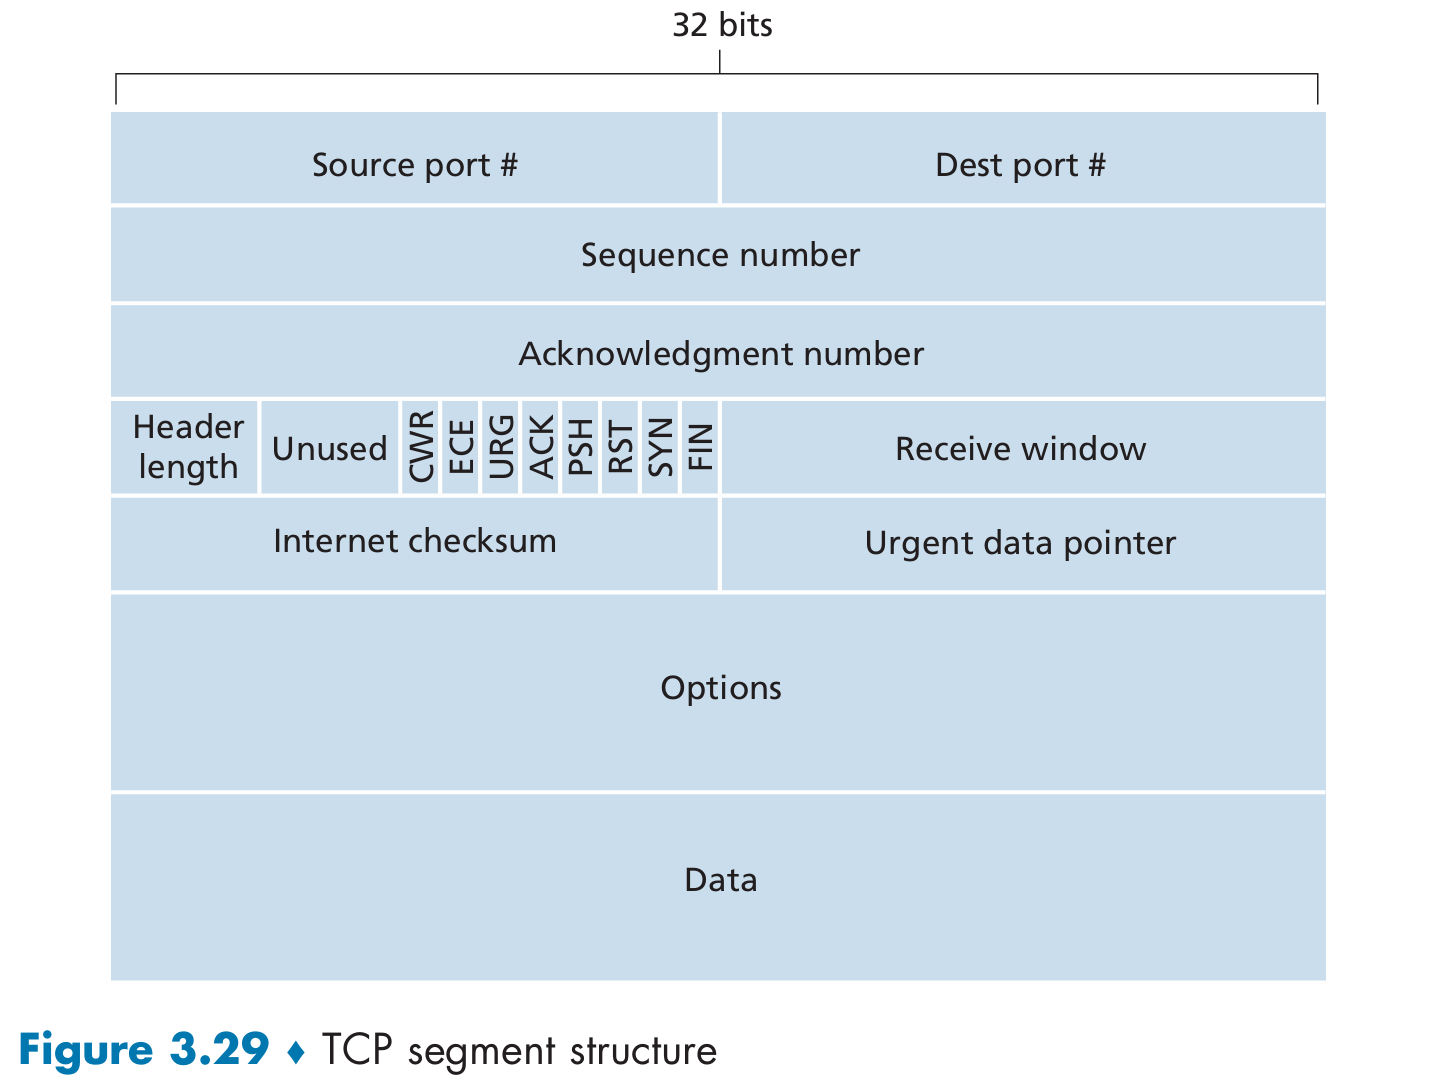 32 bits
Source port #
Dest port #
Sequence number
Acknowledgment number
Header
length
Unused
CWR
ECE
URG
ACK
PSH
RST
SYN
FIN
Receive window
Internet checksum
Urgent data pointer
Options
Data
Figure 3.29 ♦ TCP segment structure